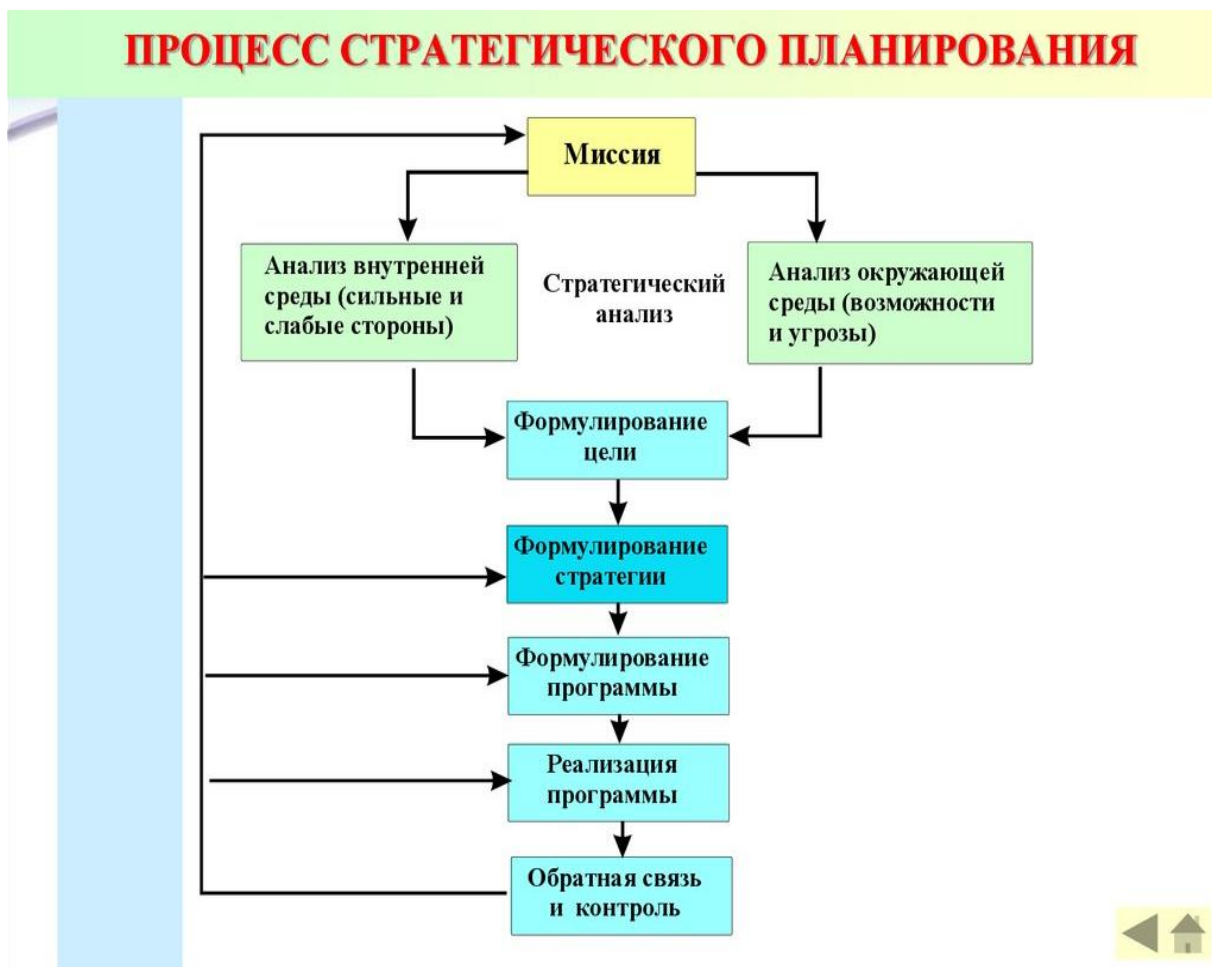 ПРОЦЕСС СТРАТЕГИЧЕСКОГО ПЛАНИРОВАНИЯ
Миссия
Анализ внутренней
среды (сильные и
слабые стороны)
Стратегический
анализ
Анализ окружающей
среды (возможности
и угрозы)
Формулирование
цели
Формулирование
стратегии
Формулирование
программы
Реализация
программы
Обратная связь
и контроль